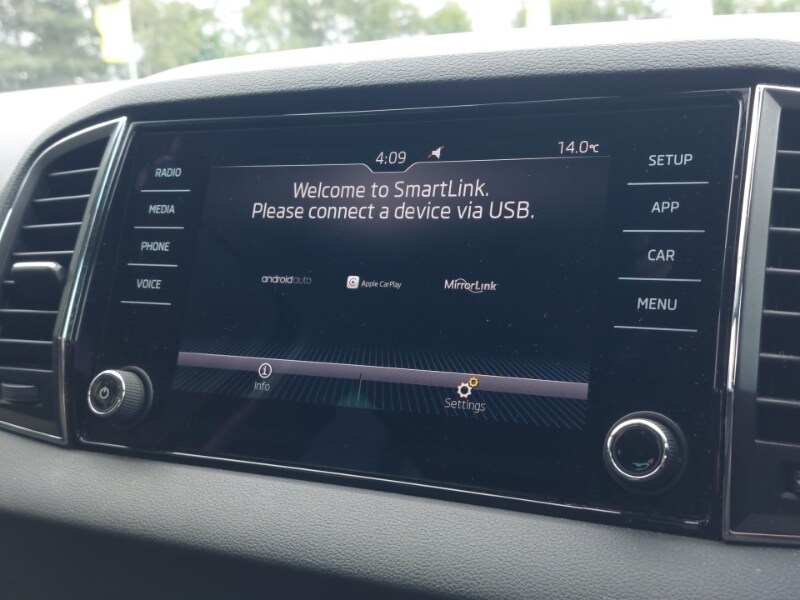 4:09
14.0°C
RADIO
MEDIA
PHONE
VOICE
Welcome to SmartLink.
Please connect a device via USB.
androidauto
Apple CarPlay
MirrorLink
Info
Settings
SETUP
APP
CAR
MENU